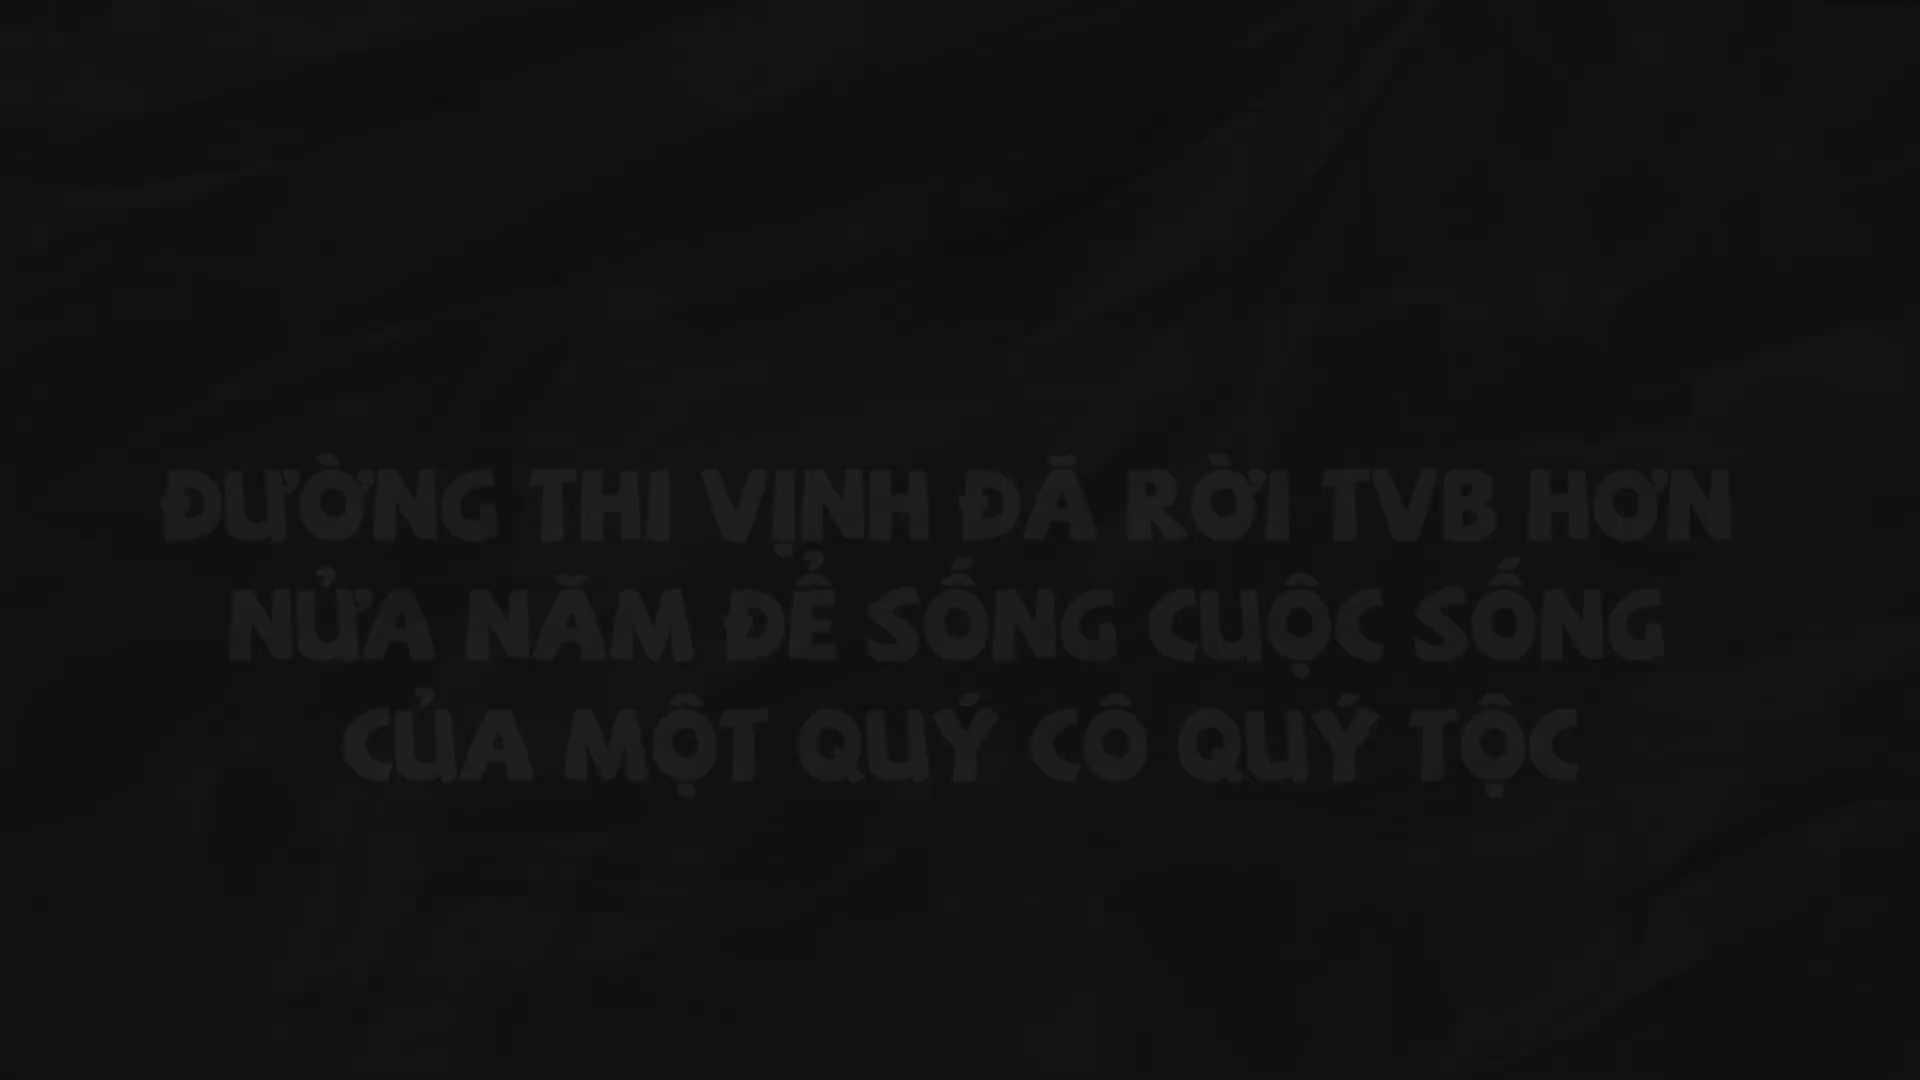 ĐƯỜNG THI VỊNH ĐÃ RỜI TVB HƠN
NỬA NĂM ĐỂ SỐNG CUỘC SỐNG
CỦA MỘT QUÝ CÔ QUÝ TỘC